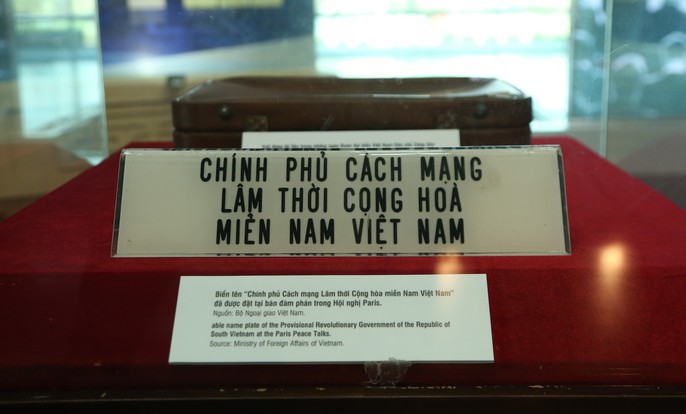 CHÍNH PHỦ CÁCH MẠNG
LÂM THỜI CỘNG HOÀ
MIỀN NAM VIỆT NAM
Biển tên "Chính phủ Cách mạng Lâm thời Cộng hòa miền Nam Việt Nam"
đã được đặt tại bàn đàm phán trong Hội nghị Paris.
Nguồn: Bộ Ngoại giao Việt Nam.
able name plate of the Provisional Revolutionary Government of the Republic of
South Vietnam at the Paris Peace Talks.
Source: Ministry of Foreign Affairs of Vietnam.